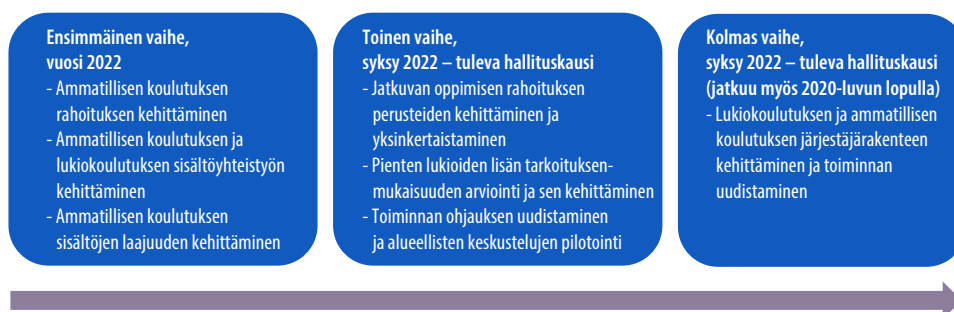 Ensimmäinen vaihe,
vuosi 2022
- Ammatillisen koulutuksen
rahoituksen kehittäminen
- Ammatillisen koulutuksen ja
lukiokoulutuksen sisältöyhteistyön
kehittäminen
- Ammatillisen koulutuksen
sisältöjen laajuuden kehittäminen
Toinen vaihe,
syksy 2022 – tuleva hallituskausi
- Jatkuvan oppimisen rahoituksen
perusteiden kehittäminen ja
yksinkertaistaminen
- Pienten lukioiden lisän tarkoituksen-
mukaisuuden arviointi ja sen kehittäminen
- Toiminnan ohjauksen uudistaminen
ja alueellisten keskustelujen pilotointi
Kolmas vaihe,
syksy 2022 – tuleva hallituskausi
(jatkuu myös 2020-luvun lopulla)
- Lukiokoulutuksen ja ammatillisen
koulutuksen järjestäjärakenteen
kehittäminen ja toiminnan
uudistaminen